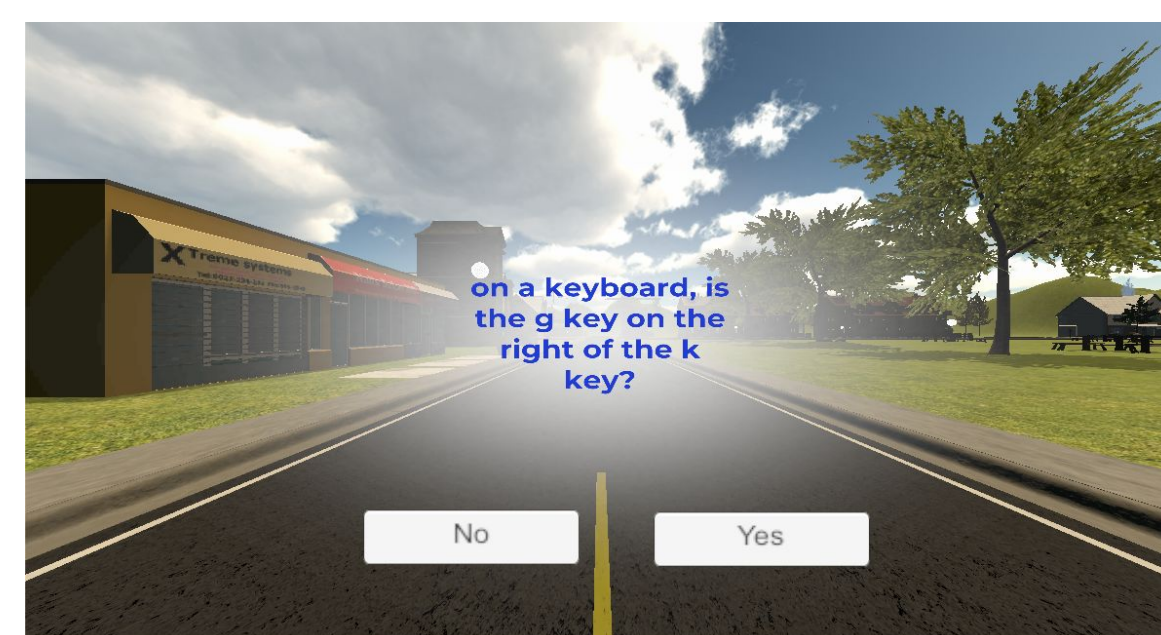 X Treme systems
on a keyboard, is
the g key on the
right of the k
key?
No
Yes